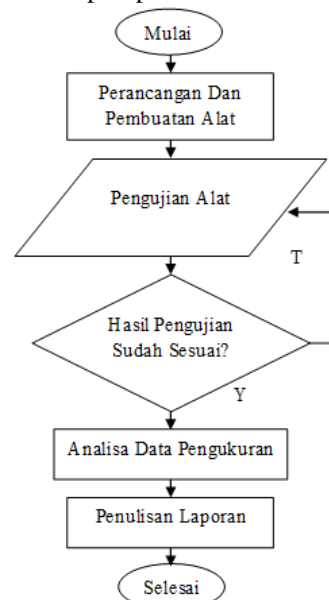 Mulai
Perancangan Dan
Pembuatan Alat
Pengujian Alat
T
Hasil Pengujian
Sudah Sesuai?
Y
Analisa Data Pengukuran
Penulisan Laporan
Selesai